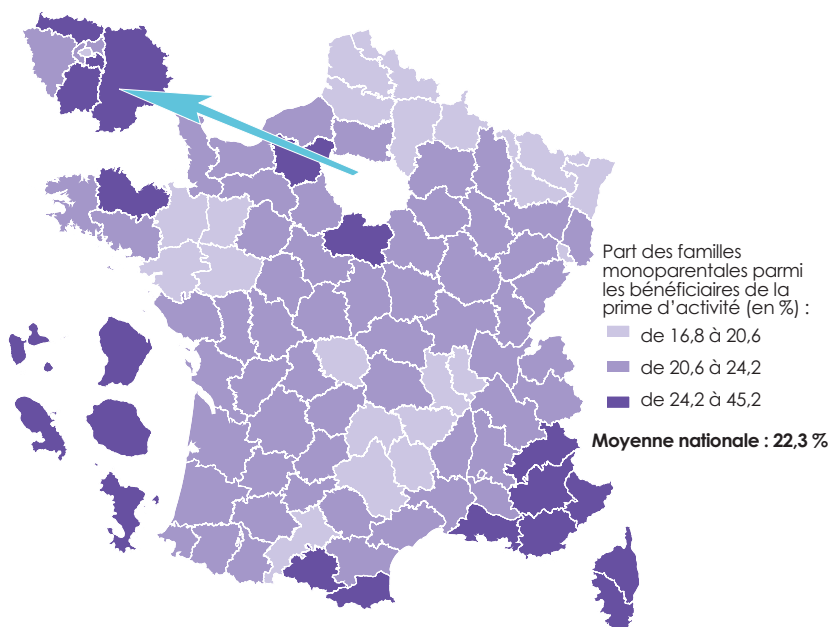 Part des familles
monoparentales parmi
les bénéficiaires de la
prime d’activité (en %) :
de 16,8 à 20,6
de 20,6 à 24,2
de 24,2 à 45,2
Moyenne nationale : 22,3 %